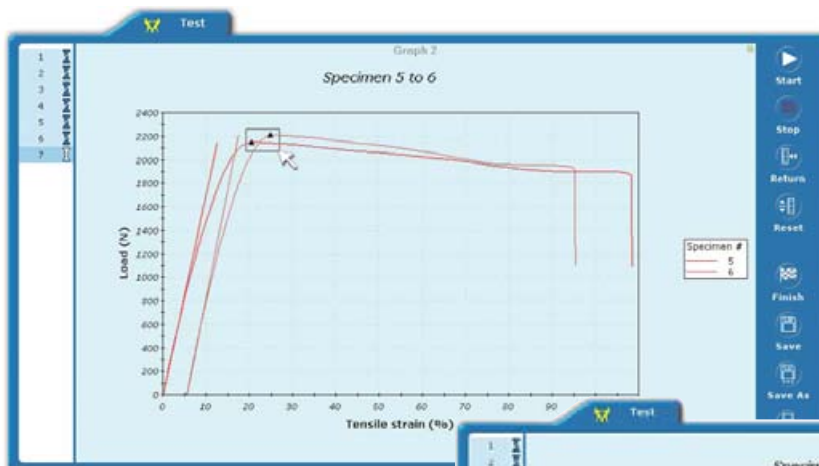 Test
Graph 2
Specimen 5 to 6
1
2
3
4
5
6
7
2400
2200
2000
1800
1600
1400
1200
1000
800
600
400
200
0
Load (N)
0 10 20 30 40 50 60 70 80 90
Tensile strain (%)
Specimen #
5
6
Start
Stop
Return
Reset
Finish
Save
Save As
Test
1
2